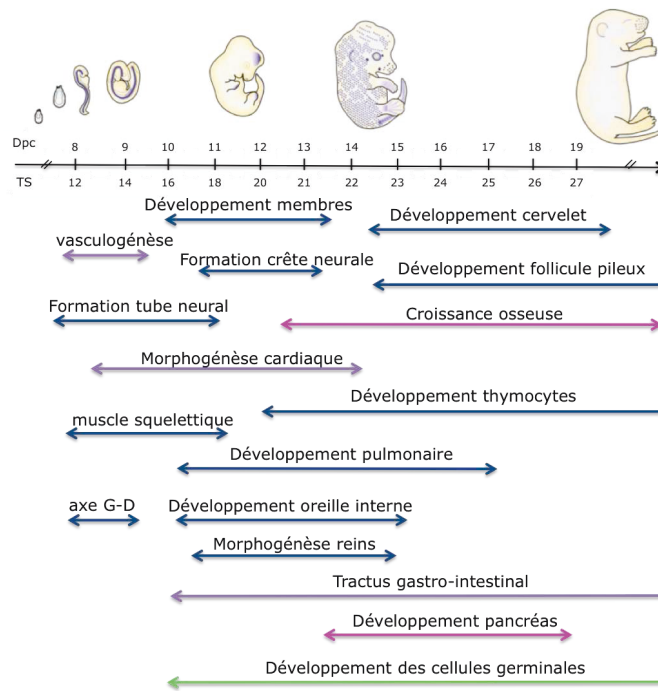 Dpc 8 9 10 11 12 13 14 15 16 17 18 19
TS 12 14 16 18 20 21 22 23 24 25 26 27
Développement membres
Développement cervelet
vasculogénèse
Formation crête neurale
Développement follicule pileux
Formation tube neural
Croissance osseuse
Morphogénèse cardiaque
Développement thymocytes
muscle squelettique
Développement pulmonaire
axe G-D
Développement oreille interne
Morphogénèse reins
Tractus gastro-intestinal
Développement pancréas
Développement des cellules germinales